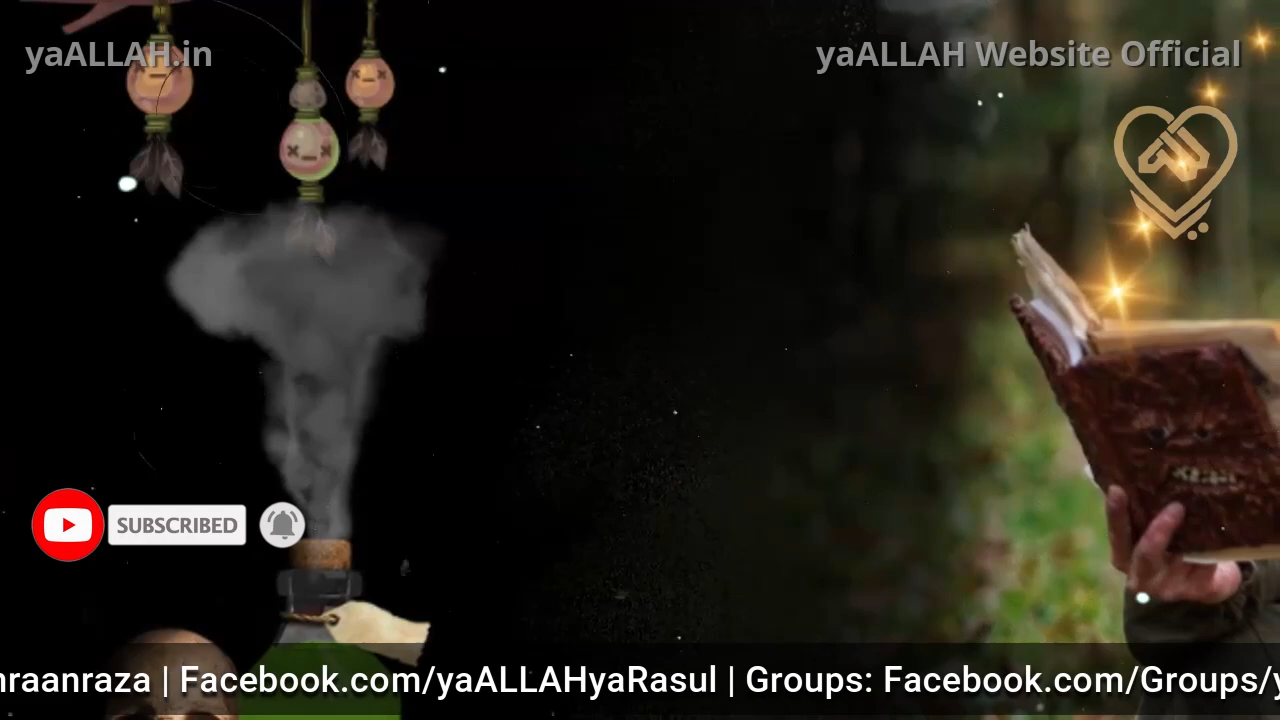 yaALLAH.in
yaALLAH Website Official
SUBSCRIBED
nraanraza | Facebook.com/yaALLAHyaRasul | Groups: Facebook.com/Groups/y